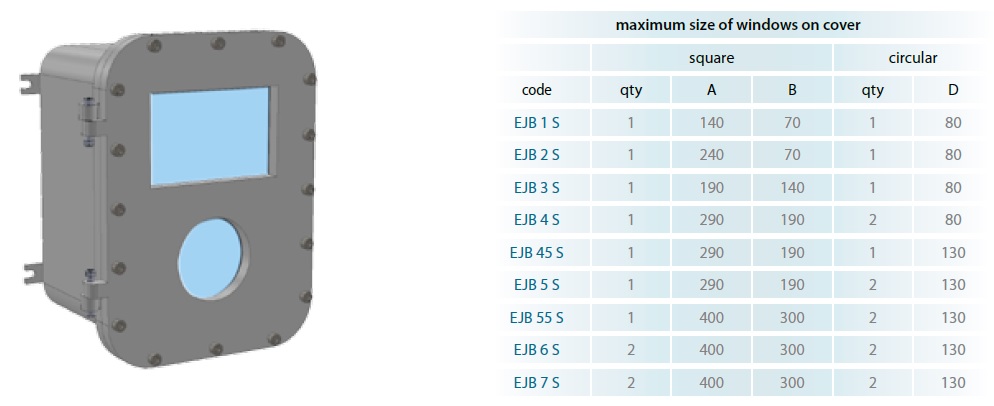 maximum size of windows on cover
square circular
code qty A B qty D
EJB 1 S 1 140 70 1 80
EJB 2 S 1 240 70 1 80
EJB 3 S 1 190 140 1 80
EJB 4 S 1 290 190 2 80
EJB 45 S 1 290 190 1 130
EJB 5 S 1 290 190 2 130
EJB 55 S 1 400 300 2 130
EJB 6 S 2 400 300 2 130
EJB 7 S 2 400 300 2 130